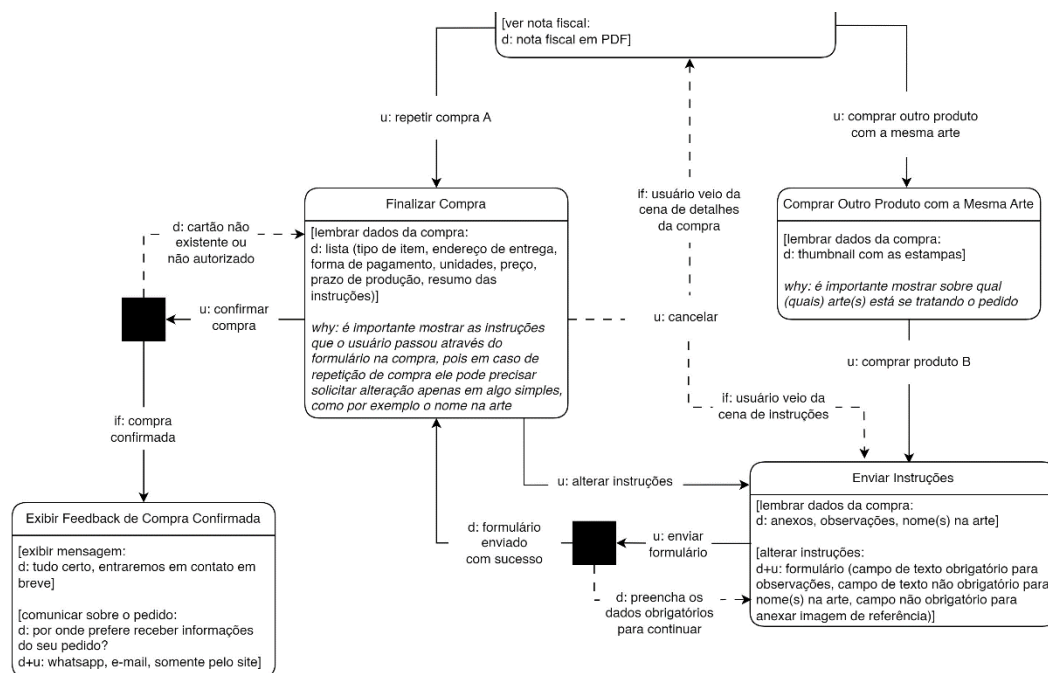 [ver nota fiscal:
d: nota fiscal em PDF]
u: repetir compra A
u: comprar outro produto
com a mesma arte
if: usuário veio da
cena de detalhes
da compra
Finalizar Compra
[lembrar dados da compra:
d: lista (tipo de item, endereço de entrega,
forma de pagamento, unidades, preço,
prazo de produção, resumo das
instruções)]
why: é importante mostrar as instruções
que o usuário passou através do
formulário na compra, pois em caso de
repetição de compra ele pode precisar
solicitar alteração apenas em algo simples,
como por exemplo o nome na arte
Comprar Outro Produto com a Mesma Arte
[lembrar dados da compra:
d: thumbnail com as estampas]
why: é importante mostrar sobre qual
(quais) arte(s) está se tratando o pedido
d: cartão não
existente ou
não autorizado
u: confirmar
compra
u: cancelar
u: comprar produto B
if: compra
confirmada
if: usuário veio da
cena de instruções
u: alterar instruções
Exibir Feedback de Compra Confirmada
[exibir mensagem:
d: tudo certo, entraremos em contato em
breve]
[comunicar sobre o pedido:
d: por onde prefere receber informações
do seu pedido?
d+u: whatsapp, e-mail, somente pelo site]
d: formulário
enviado
com sucesso
u: enviar
formulário
d: preencha os
dados obrigatórios
para continuar
Enviar Instruções
[lembrar dados da compra:
d: anexos, observações, nome(s) na arte]
[alterar instruções:
d+u: formulário (campo de texto obrigatório para
observações, campo de texto não obrigatório para
nome(s) na arte, campo não obrigatório para
anexar imagem de referência)]